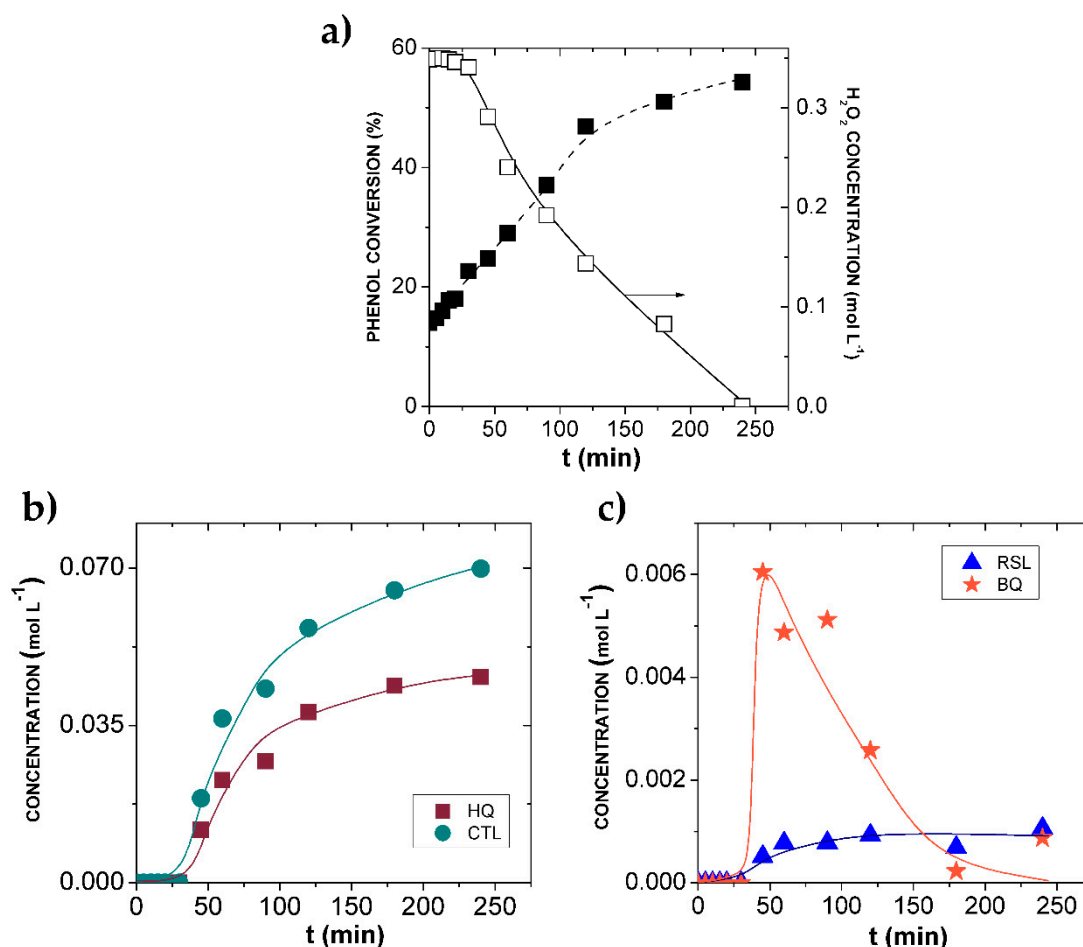 a)
PHENOL CONVERSION (%)
60
40
20
0
H₂O₂ CONCENTRATION (mol L⁻¹)
0.3
0.2
0.1
0.0
0 50 100 150 200 250
t (min)
b)
CONCENTRATION (mol L⁻¹)
0.070
0.035
0.000
HQ
CTL
0 50 100 150 200 250
t (min)
c)
CONCENTRATION (mol L⁻¹)
0.006
0.004
0.002
0.000
RSL
BQ
0 50 100 150 200 250
t (min)